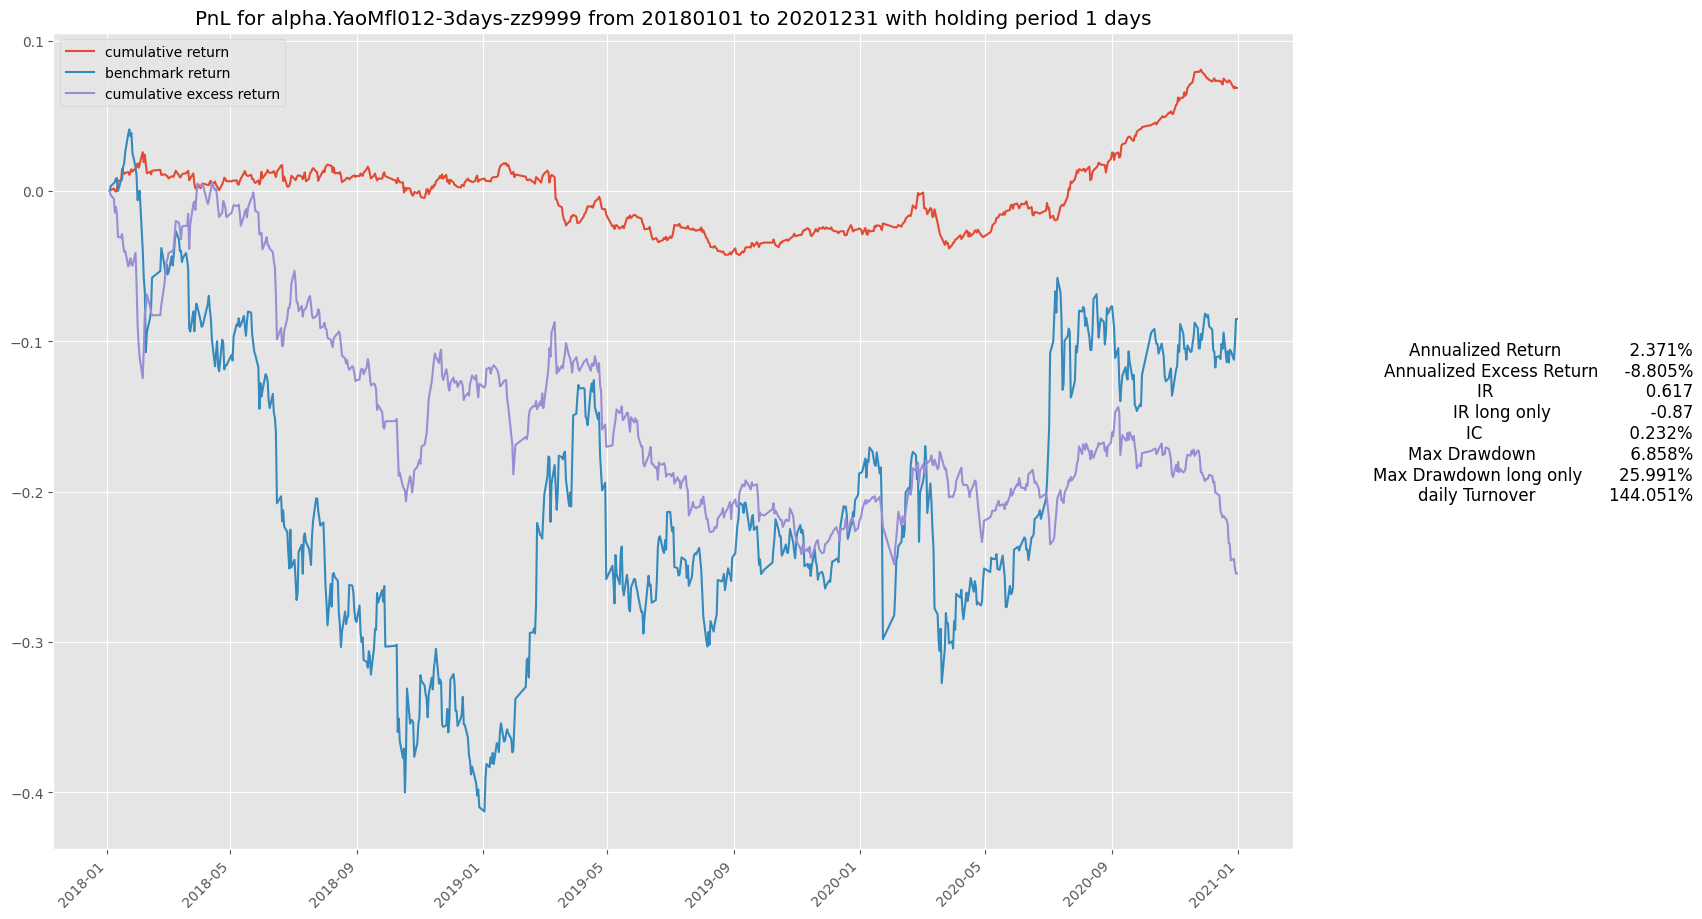 PnL for alpha.YaoMfl012-3days-zz9999 from 20180101 to 20201231 with holding period 1 days
cumulative return
benchmark return
cumulative excess return
0.1
0.0
−0.1
−0.2
−0.3
−0.4
2018-01
2018-05
2018-09
2019-01
2019-05
2019-09
2020-01
2020-05
2020-09
2021-01
Annualized Return 2.371%
Annualized Excess Return -8.805%
IR 0.617
IR long only -0.87
IC 0.232%
Max Drawdown 6.858%
Max Drawdown long only 25.991%
daily Turnover 144.051%